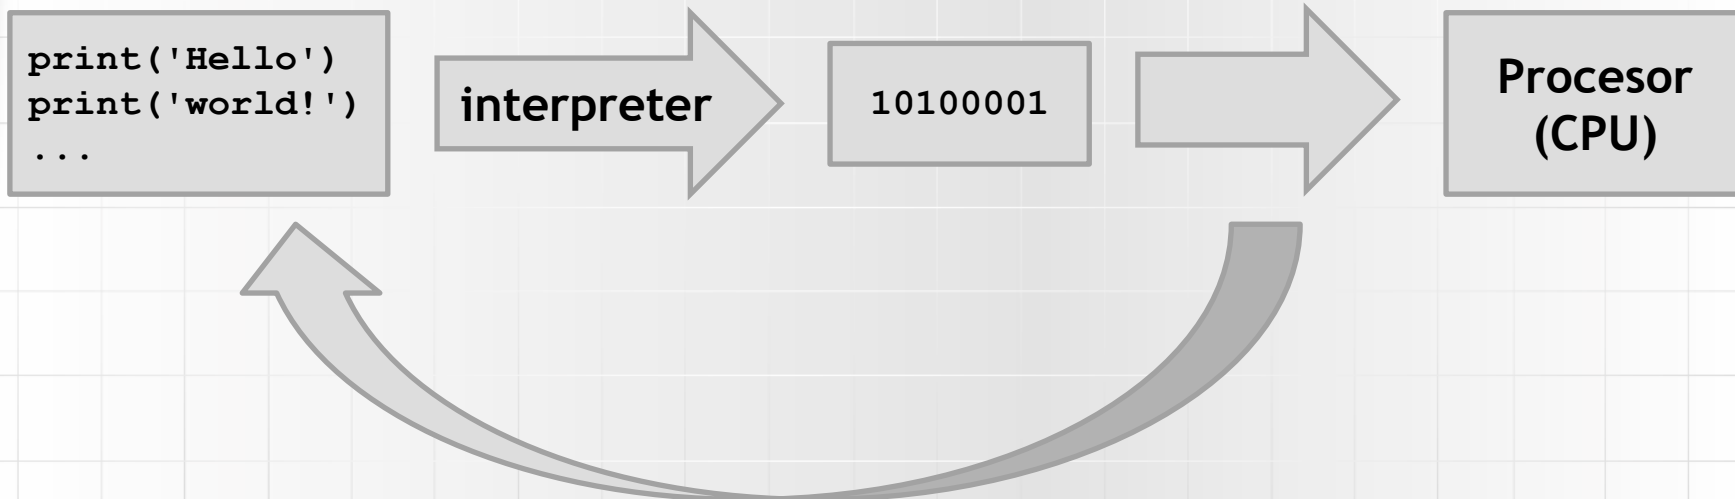 print('Hello')
print('world!')
...
interpreter
10100001
Procesor
(CPU)